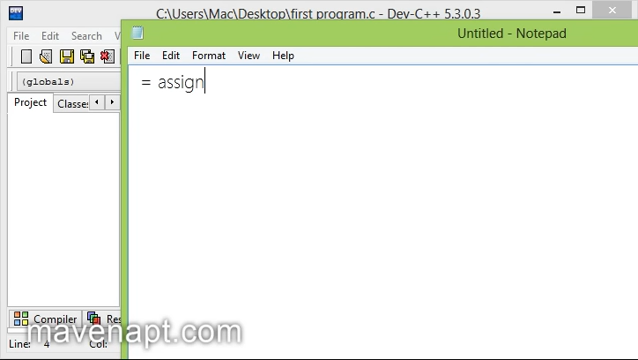 C:\Users\Mac\Desktop\first program.c - Dev-C++ 5.3.0.3
Untitled - Notepad
File Edit Search
File Edit Format View Help
(globals)
= assign
Project Classes
Compiler
mavenapt.com
Line: 4 Col: